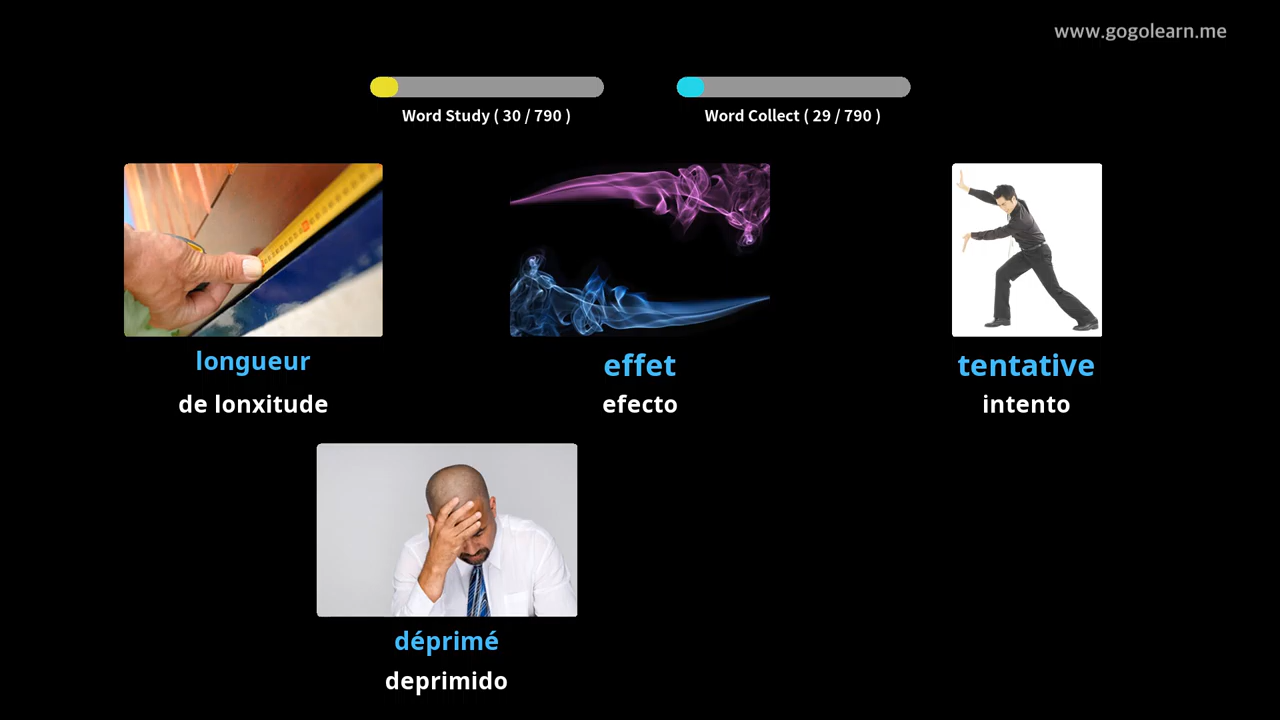 www.gogolearn.me
Word Study ( 30 / 790 )
Word Collect ( 29 / 790 )
longueur
de lonxitude
effet
efecto
tentative
intento
déprimé
deprimido